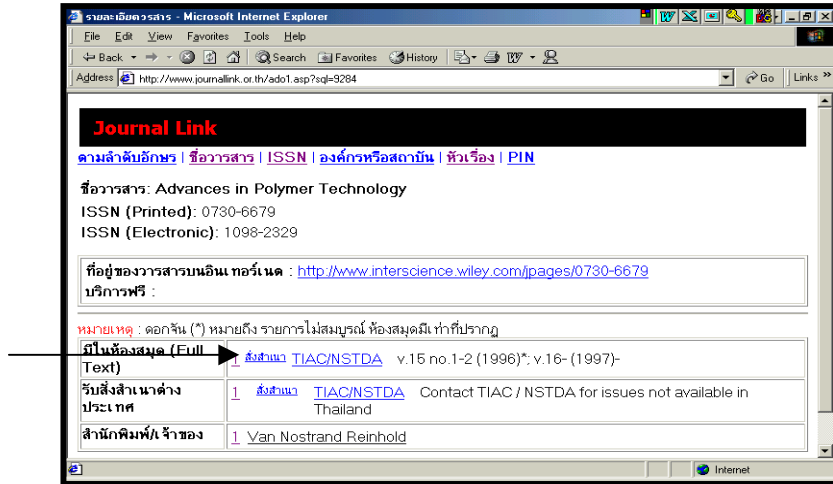 รายละเอียดวารสาร - Microsoft Internet Explorer
File Edit View Favorites Tools Help
Back Search Favorites History
Address http://www.journallink.or.th/ado1.asp?sql=9284 Go Links »
Journal Link
ตามลำดับอักษร | ชื่อวารสาร | ISSN | องค์กรหรือสถาบัน | หัวเรื่อง | PIN
ชื่อวารสาร: Advances in Polymer Technology
ISSN (Printed): 0730-6679
ISSN (Electronic): 1098-2329
ที่อยู่ของวารสารบนอินเทอร์เนต : http://www.interscience.wiley.com/jpages/0730-6679
บริการฟรี :
หมายเหตุ : ดอกจัน (*) หมายถึง รายการไม่สมบูรณ์ ห้องสมุดมีเท่าที่ปรากฏ
มีในห้องสมุด (Full Text) 1 สั่งสำเนา TIAC/NSTDA v.15 no.1-2 (1996)*; v.16- (1997)-
รับสั่งสำเนาต่างประเทศ 1 สั่งสำเนา TIAC/NSTDA Contact TIAC / NSTDA for issues not available in Thailand
สำนักพิมพ์/เจ้าของ 1 Van Nostrand Reinhold
Internet